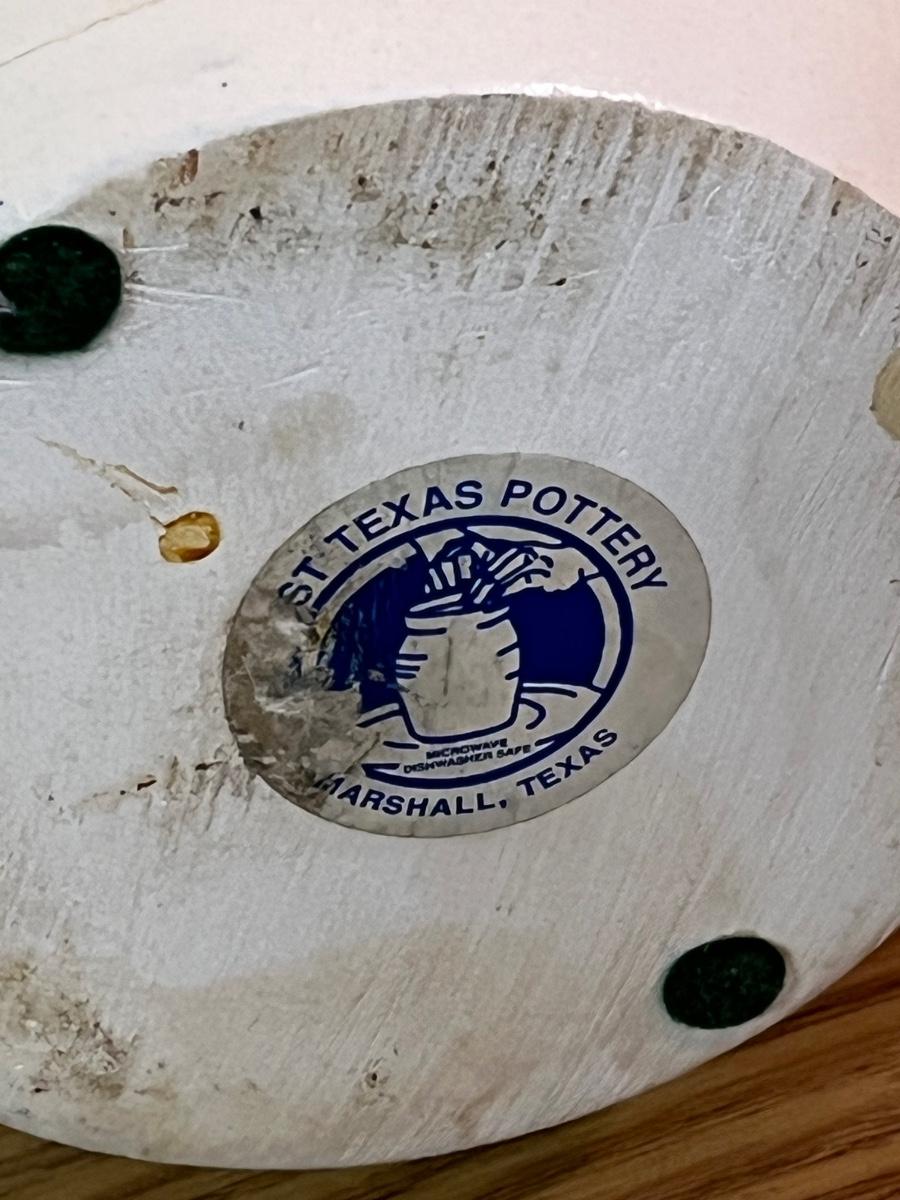 ST TEXAS POTTERY
MICROWAVE
DISHWASHER SAFE
MARSHALL, TEXAS